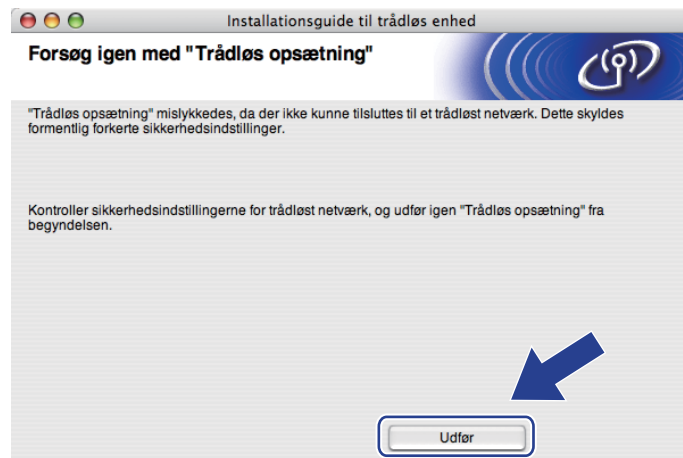 Installationsguide til trådløs enhed
Forsøg igen med "Trådløs opsætning"
"Trådløs opsætning" mislykkedes, da der ikke kunne tilsluttes til et trådløst netværk. Dette skyldes
formentlig forkerte sikkerhedsindstillinger.
Kontroller sikkerhedsindstillingerne for trådløst netværk, og udfør igen "Trådløs opsætning" fra
begyndelsen.
Udfør